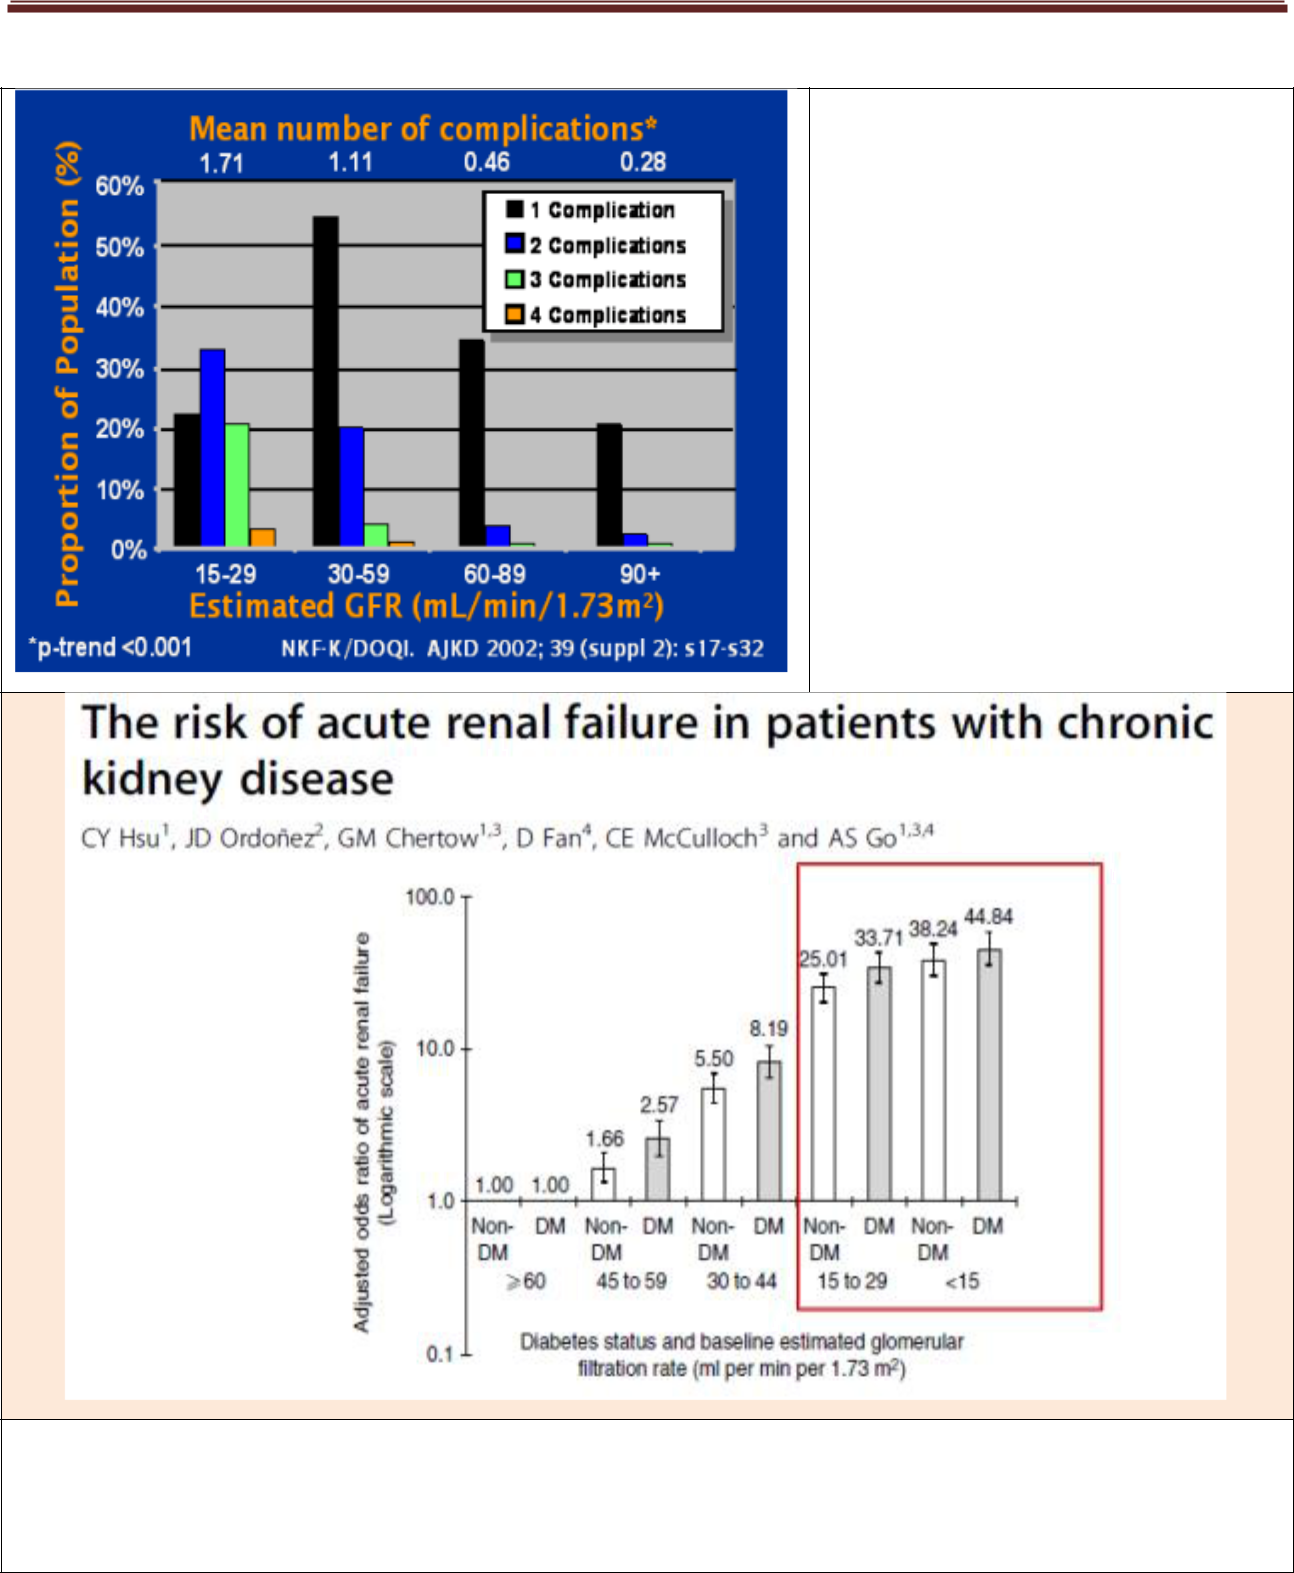 Mean number of complications*
1.71 1.11 0.46 0.28
Proportion of Population (%)
60%
50%
40%
30%
20%
10%
0%
1 Complication
2 Complications
3 Complications
4 Complications
15-29 30-59 60-89 90+
Estimated GFR (mL/min/1.73m²)
*p-trend <0.001
NKF-K/DOQI. AJKD 2002; 39 (suppl 2): s17-s32
The risk of acute renal failure in patients with chronic
kidney disease
CY Hsu¹, JD Ordoñez², GM Chertow¹,³, D Fan⁴, CE McCulloch³ and AS Go¹,³,⁴
Adjusted odds ratio of acute renal failure
(Logarithmic scale)
100.0
10.0
1.0
0.1
1.00 1.00 1.66 2.57 5.50 8.19 25.01 33.71 38.24 44.84
Non- DM Non- DM Non- DM Non- DM Non- DM
DM DM DM DM DM
⩾60 45 to 59 30 to 44 15 to 29 <15
Diabetes status and baseline estimated glomerular
filtration rate (ml per min per 1.73 m²)